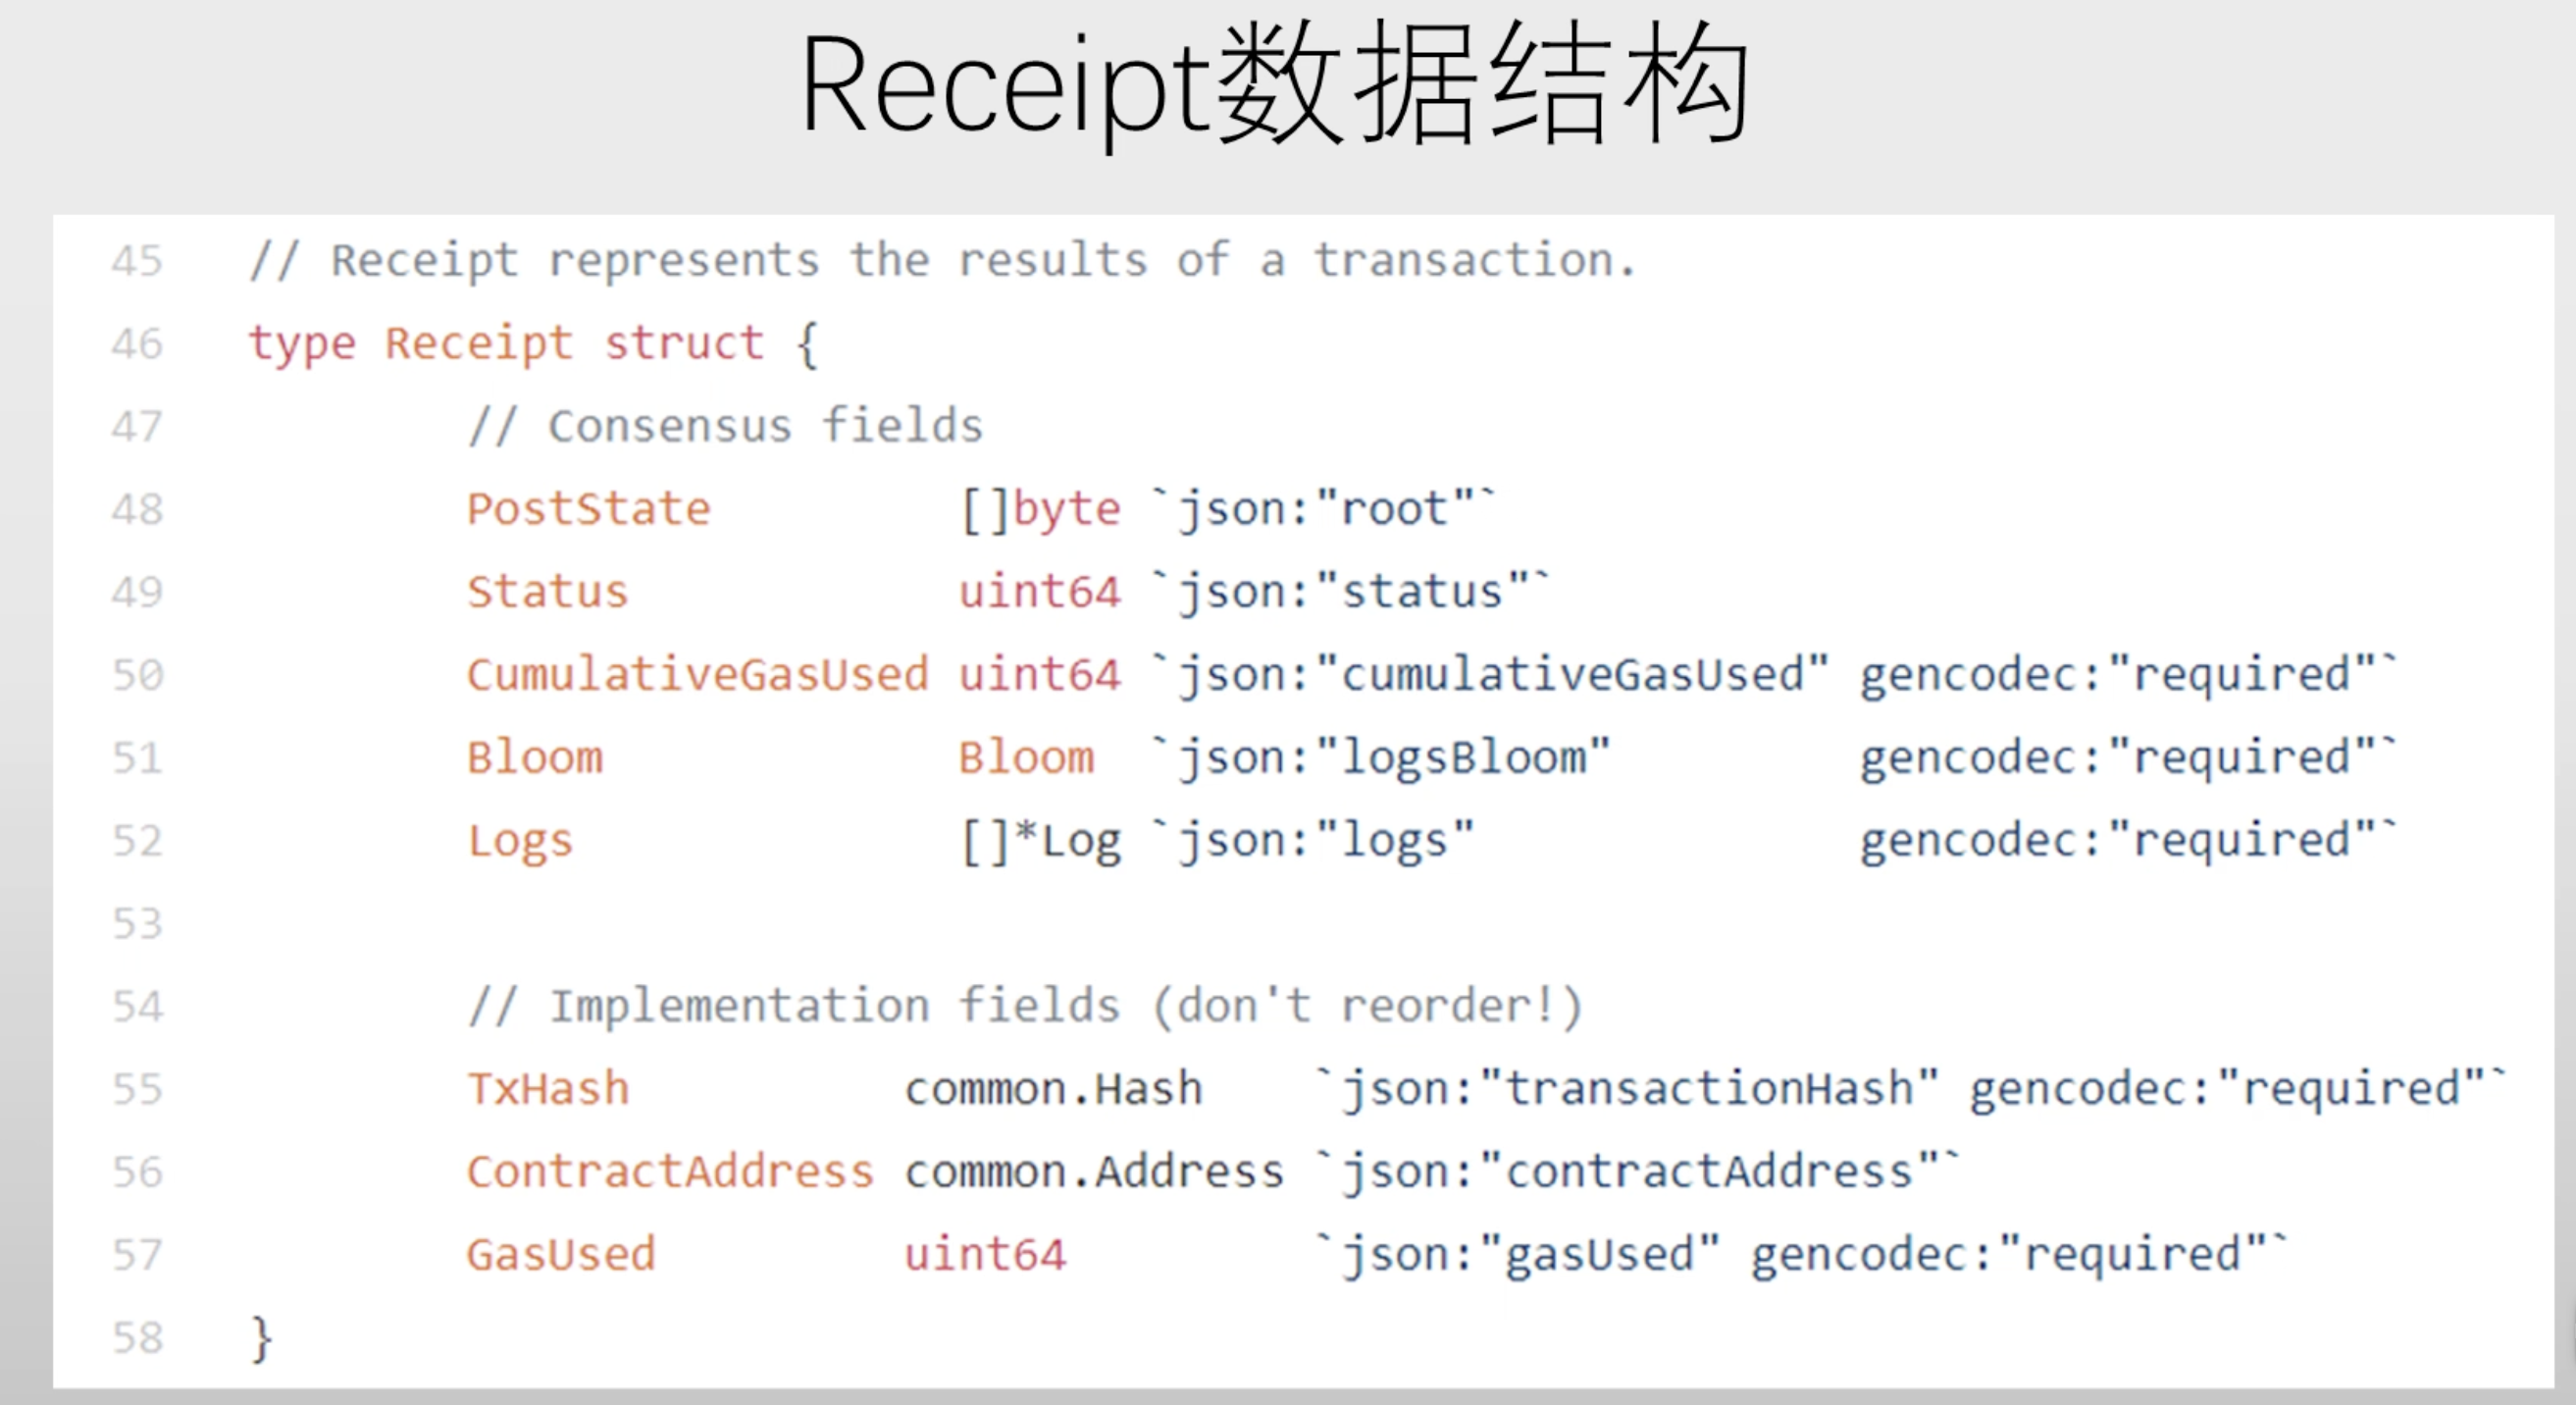 Receipt数据结构
45 // Receipt represents the results of a transaction.
46 type Receipt struct {
47 // Consensus fields
48 PostState []byte `json:"root"`
49 Status uint64 `json:"status"`
50 CumulativeGasUsed uint64 `json:"cumulativeGasUsed" gencodec:"required"`
51 Bloom Bloom `json:"logsBloom" gencodec:"required"`
52 Logs []*Log `json:"logs" gencodec:"required"`
53
54 // Implementation fields (don't reorder!)
55 TxHash common.Hash `json:"transactionHash" gencodec:"required"`
56 ContractAddress common.Address `json:"contractAddress"`
57 GasUsed uint64 `json:"gasUsed" gencodec:"required"`
58 }